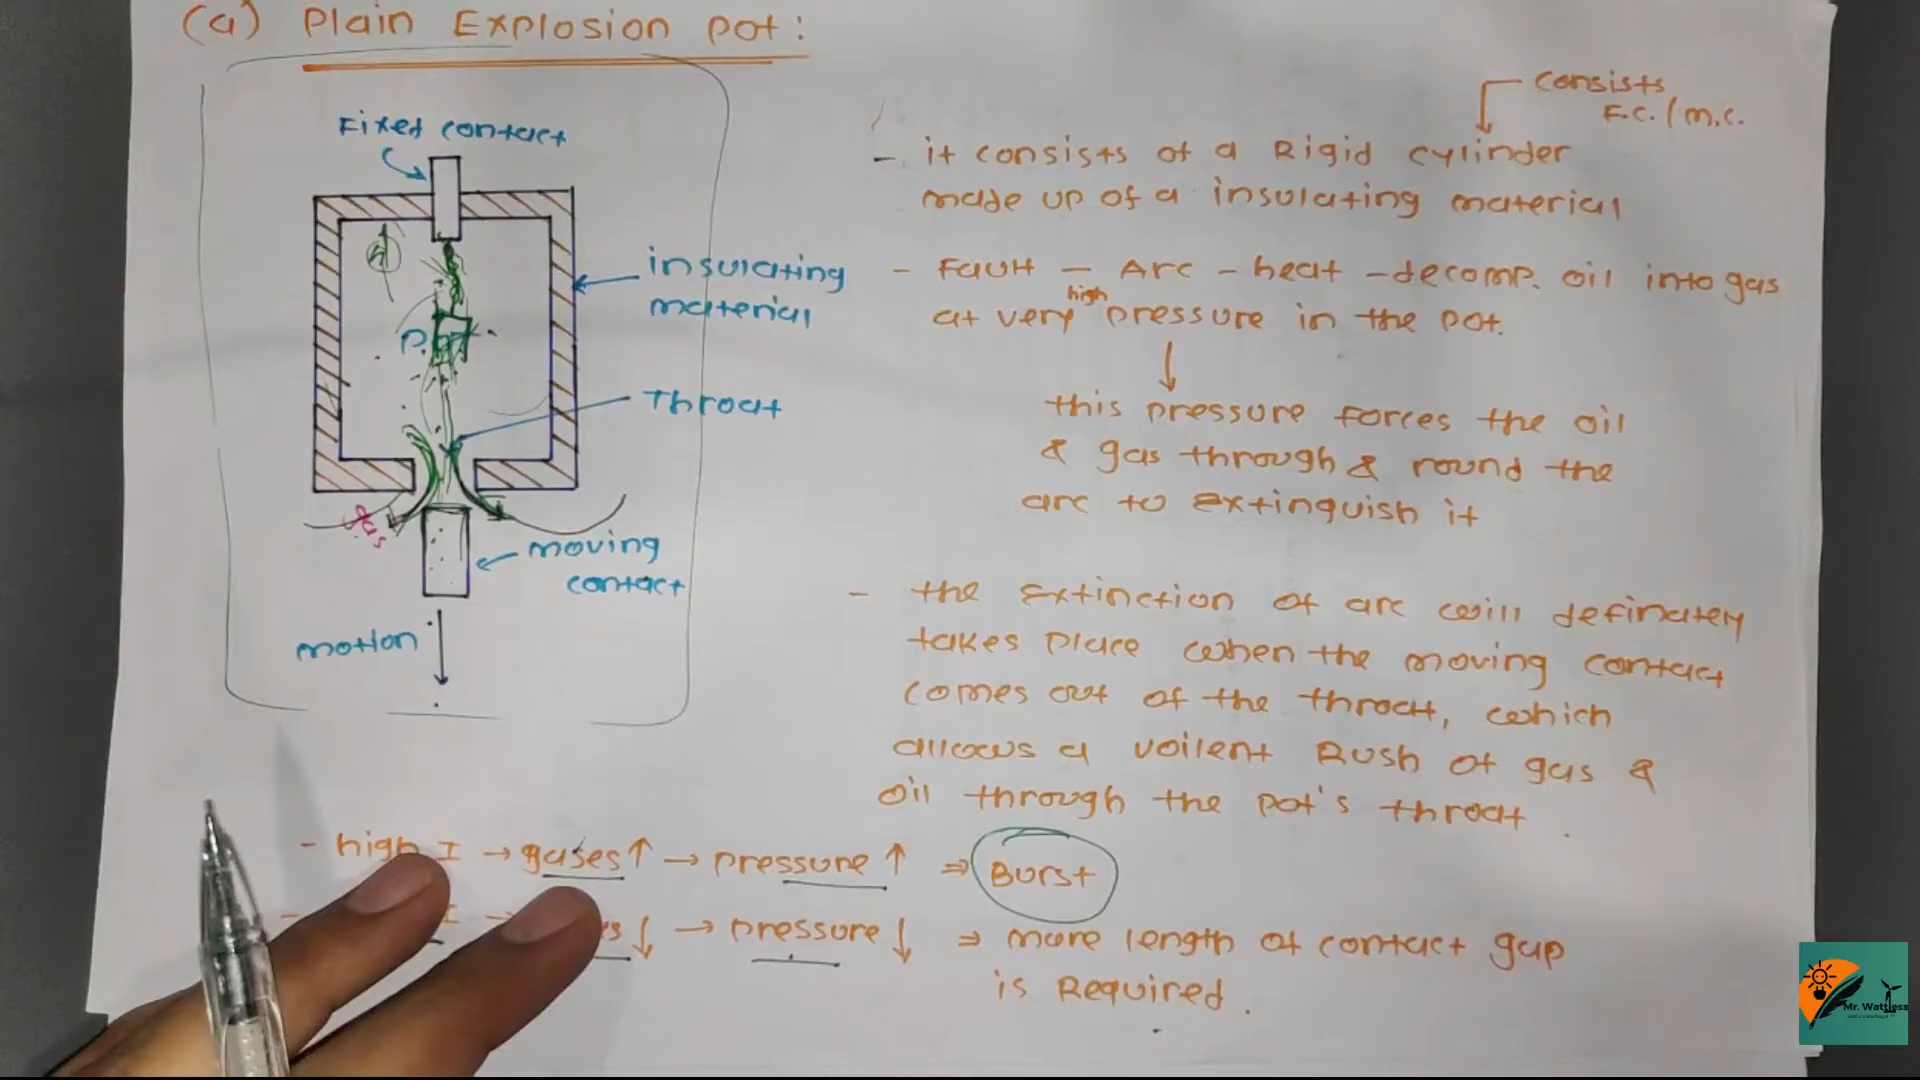 (a) Plain Explosion pot:
Fixed contact
insulating
material
Throat
gas
moving
contact
motion
consists
F.C. / m.c.
- it consists of a Rigid cylinder
made up of a insulating material
- Fault - Arc - heat - decomp. oil into gas
at very high pressure in the pot.
this pressure forces the oil
& gas through & round the
arc to extinguish it
- the extinction of arc will definately
takes place when the moving contact
comes out of the throat, which
allows a voilent Rush of gas &
oil through the pot's throat.
- high I → gases ↑ → pressure ↑ ⇒ Burst
I → ↓ → pressure ↓ ⇒ more length of contact gap
is Required.
Mr. Wattless